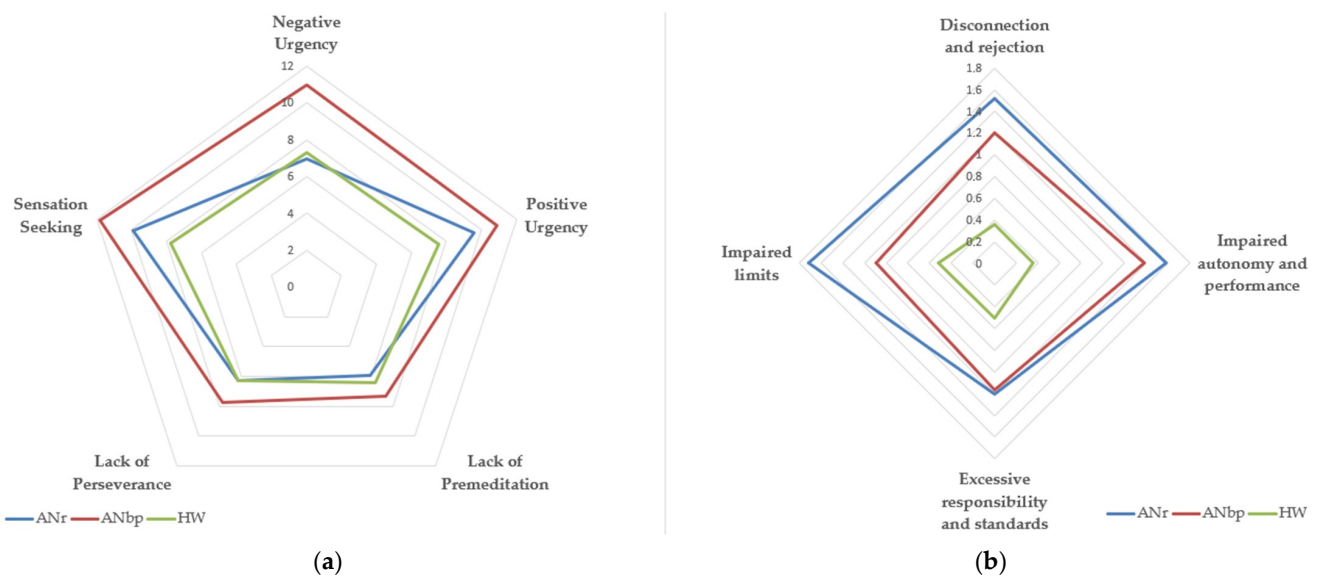 Negative
Urgency
12
10
8
6
4
2
0
Sensation
Seeking
Positive
Urgency
Lack of
Perseverance
Lack of
Premeditation
ANr ANbp HW
(a)
Disconnection
and rejection
1.8
1.6
1.4
1.2
1
0.8
0.6
0.4
0.2
0
Impaired
limits
Impaired
autonomy and
performance
Excessive
responsibility
and standards
ANr ANbp HW
(b)